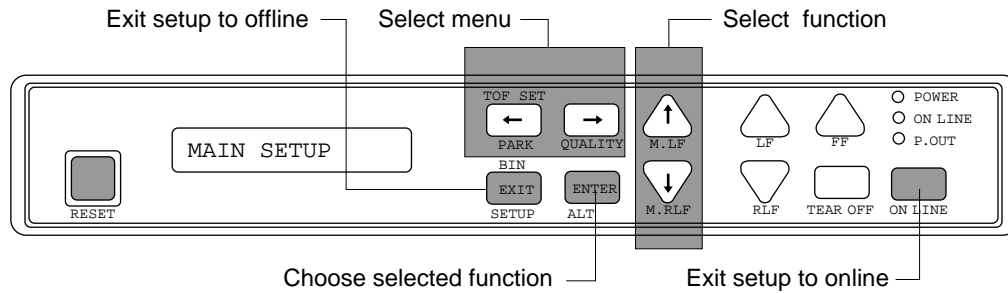 Exit setup to offline
Select menu
Select function
TOF SET
POWER
ON LINE
P.OUT
MAIN SETUP
PARK
QUALITY
M.LF
LF
FF
BIN
EXIT
ENTER
RESET
SETUP
ALT
M.RLF
RLF
TEAR OFF
ON LINE
Choose selected function
Exit setup to online